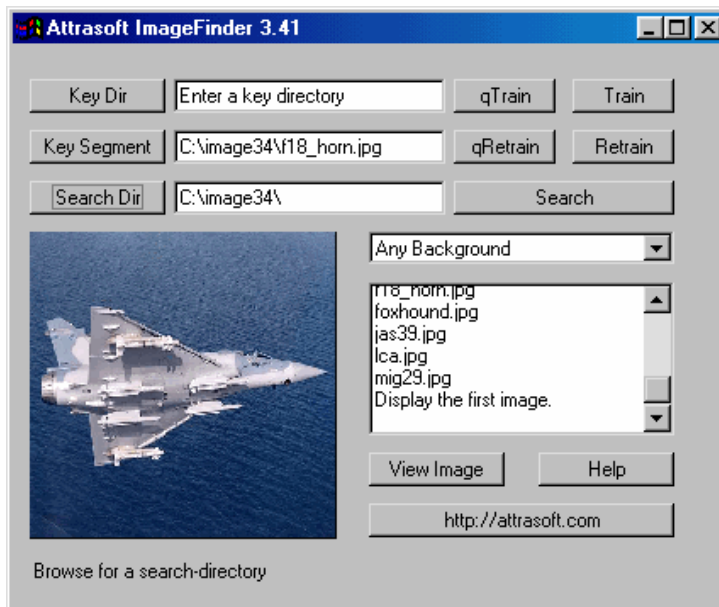 Attrasoft ImageFinder 3.41
Key Dir Enter a key directory qTrain Train
Key Segment C:\image34\f18_horn.jpg qRetrain Retrain
Search Dir C:\image34\ Search
Any Background
f18_horn.jpg
foxhound.jpg
jas39.jpg
lca.jpg
mig29.jpg
Display the first image.
View Image Help
http://attrasoft.com
Browse for a search-directory